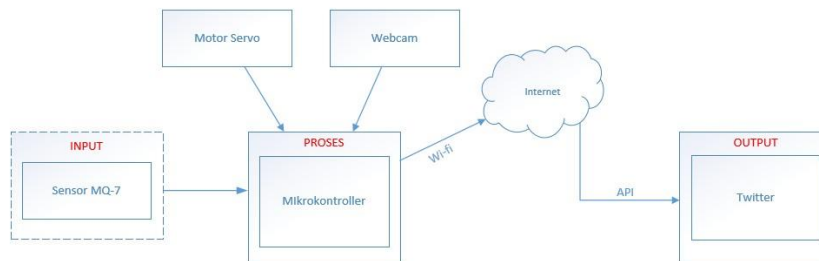 Motor Servo
Webcam
Internet
INPUT
Sensor MQ-7
PROSES
MIkrokontroller
Wi-fi
API
OUTPUT
Twitter